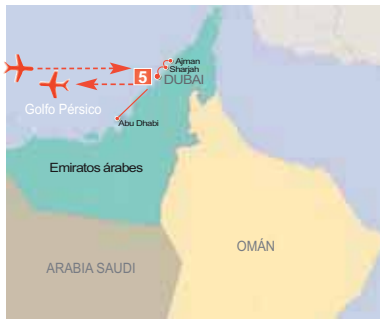 Ajman
Sharjah
5
DUBAI
Golfo Pérsico
Abu Dhabi
Emiratos árabes
OMÁN
ARABIA SAUDI